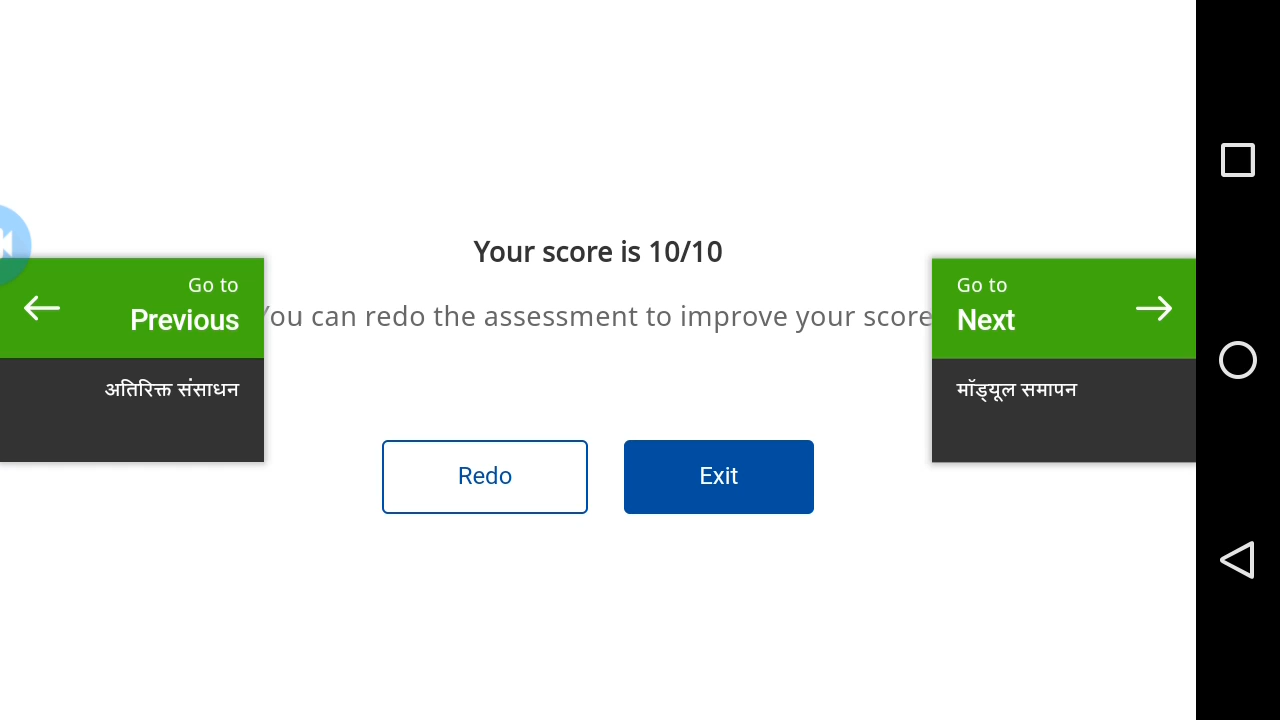 Your score is 10/10
Go to
Previous
You can redo the assessment to improve your score
Go to
Next
अतिरिक्त संसाधन
मॉड्यूल समापन
Redo
Exit